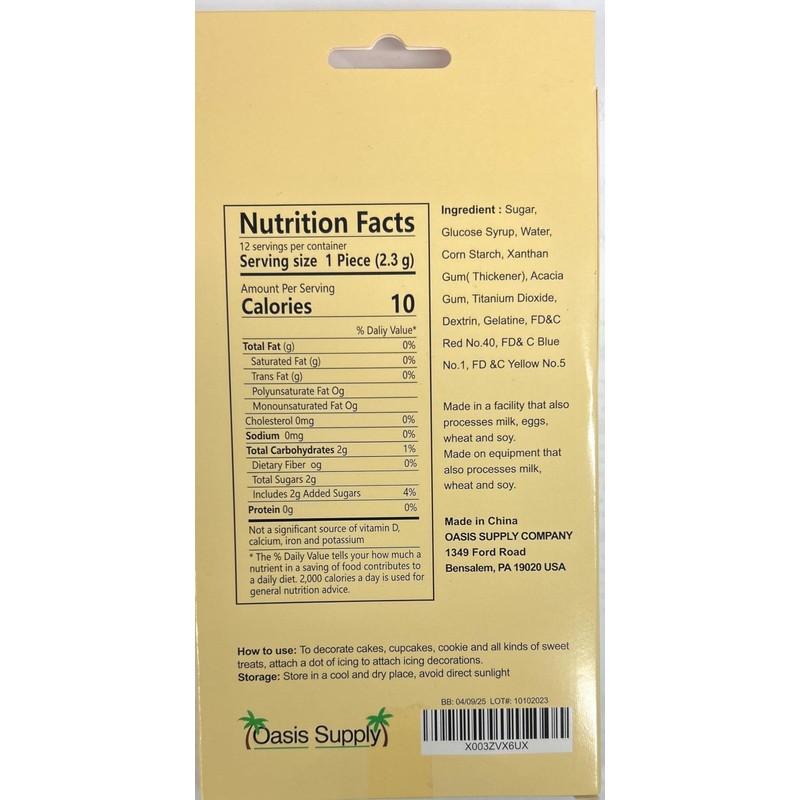 Nutrition Facts
12 servings per container
Serving size 1 Piece (2.3 g)
Amount Per Serving
Calories 10
% Daliy Value*
Total Fat (g) 0%
Saturated Fat (g) 0%
Trans Fat (g) 0%
Polyunsaturate Fat Og
Monounsaturated Fat Og
Cholesterol 0mg 0%
Sodium 0mg 0%
Total Carbohydrates 2g 1%
Dietary Fiber og 0%
Total Sugars 2g
Includes 2g Added Sugars 4%
Protein 0g 0%
Not a significant source of vitamin D,
calcium, iron and potassium
* The % Daily Value tells your how much a
nutrient in a saving of food contributes to
a daily diet. 2,000 calories a day is used for
general nutrition advice.
Ingredient : Sugar,
Glucose Syrup, Water,
Corn Starch, Xanthan
Gum( Thickener), Acacia
Gum, Titanium Dioxide,
Dextrin, Gelatine, FD&C
Red No.40, FD& C Blue
No.1, FD &C Yellow No.5
Made in a facility that also
processes milk, eggs,
wheat and soy.
Made on equipment that
also processes milk,
wheat and soy.
Made in China
OASIS SUPPLY COMPANY
1349 Ford Road
Bensalem, PA 19020 USA
How to use: To decorate cakes, cupcakes, cookie and all kinds of sweet
treats, attach a dot of icing to attach icing decorations.
Storage: Store in a cool and dry place, avoid direct sunlight
BB: 04/09/25 LOT#: 10102023
Oasis Supply
X003ZVX6UX